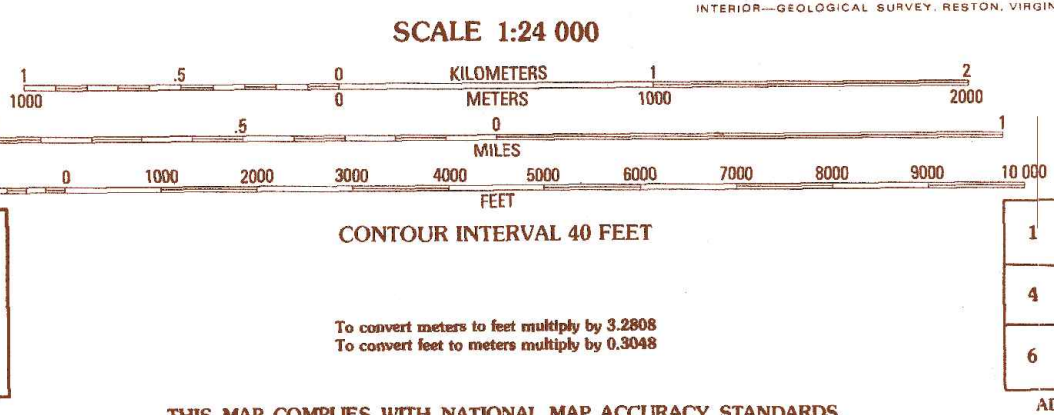 INTERIOR—GEOLOGICAL SURVEY, RESTON, VIRGIN
SCALE 1:24 000
1 .5 0 KILOMETERS 1 2
1000 0 METERS 1000 2000
.5 0 1
MILES
0 1000 2000 3000 4000 5000 6000 7000 8000 9000 10 000
FEET
CONTOUR INTERVAL 40 FEET
1
4
To convert meters to feet multiply by 3.2808
To convert feet to meters multiply by 0.3048
6
THIS MAP COMPLIES WITH NATIONAL MAP ACCURACY STANDARDS